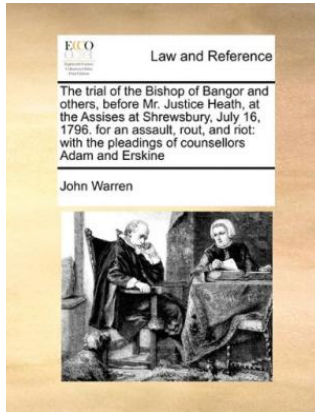 ECCO
Law and Reference
The trial of the Bishop of Bangor and
others, before Mr. Justice Heath, at
the Assises at Shrewsbury, July 16,
1796. for an assault, rout, and riot:
with the pleadings of counsellors
Adam and Erskine
John Warren